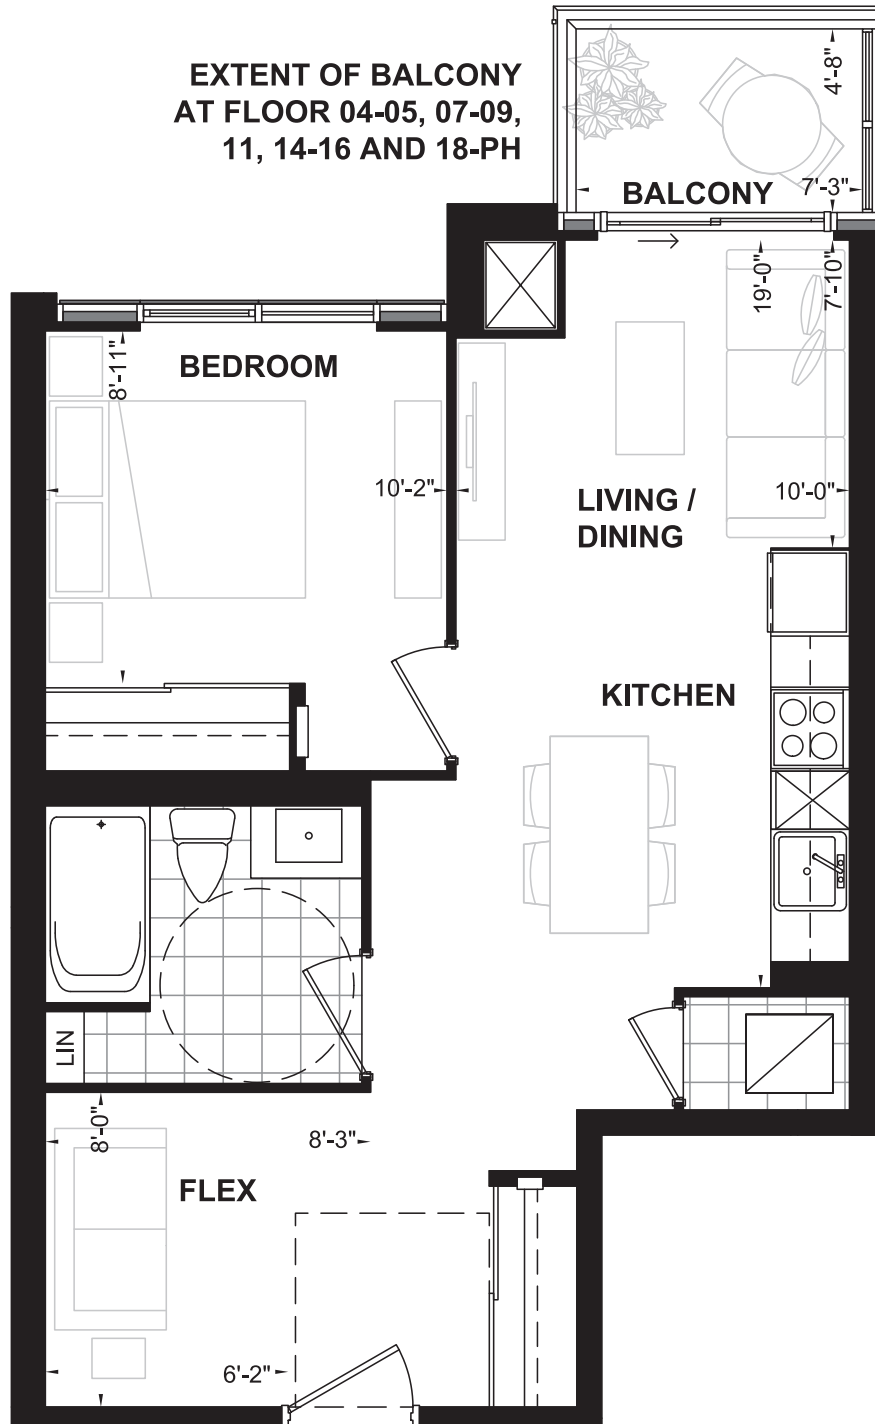 EXTENT OF BALCONY
AT FLOOR 04-05, 07-09,
11, 14-16 AND 18-PH
4'-8"
BALCONY
7'-3"
19'-0"
7'-10"
BEDROOM
8'-11"
10'-2"
LIVING /
DINING
10'-0"
KITCHEN
LIN
8'-0"
8'-3"
FLEX
6'-2"